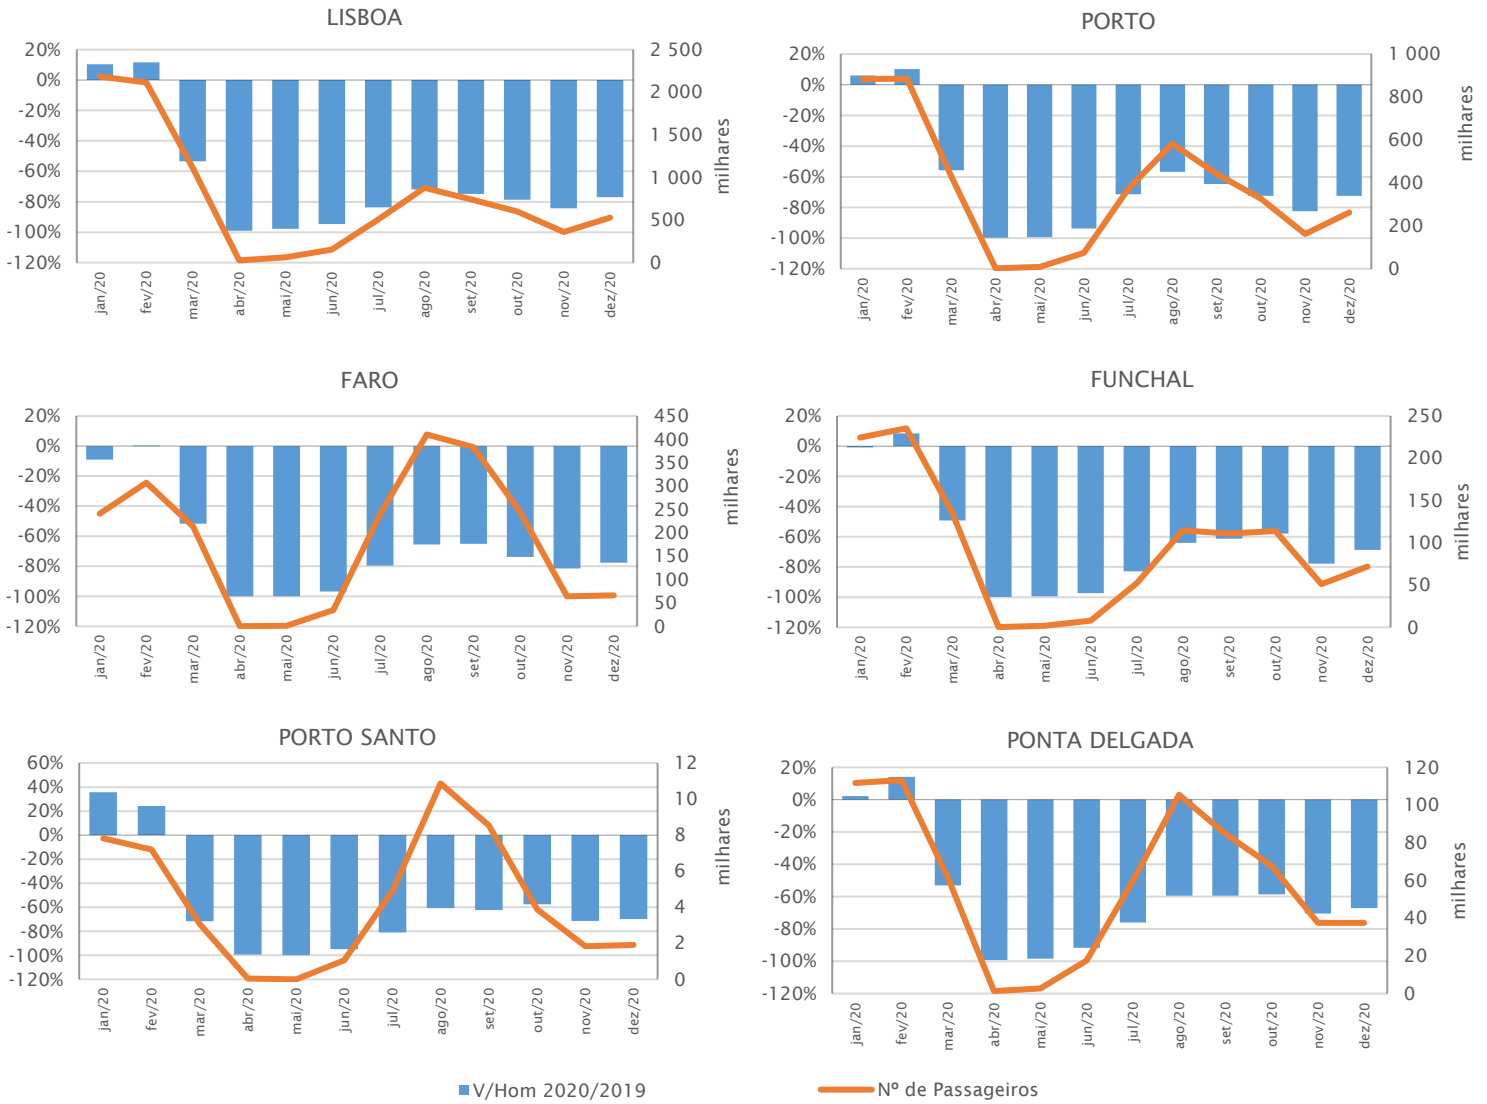 LISBOA
20%
0%
-20%
-40%
-60%
-80%
-100%
-120%
2 500
2 000
1 500
1 000
500
0
milhares
jan/20
fev/20
mar/20
abr/20
mai/20
jun/20
jul/20
ago/20
set/20
out/20
nov/20
dez/20
PORTO
20%
0%
-20%
-40%
-60%
-80%
-100%
-120%
1 000
800
600
400
200
0
milhares
jan/20
fev/20
mar/20
abr/20
mai/20
jun/20
jul/20
ago/20
set/20
out/20
nov/20
dez/20
FARO
20%
0%
-20%
-40%
-60%
-80%
-100%
-120%
450
400
350
300
250
200
150
100
50
0
milhares
jan/20
fev/20
mar/20
abr/20
mai/20
jun/20
jul/20
ago/20
set/20
out/20
nov/20
dez/20
FUNCHAL
20%
0%
-20%
-40%
-60%
-80%
-100%
-120%
250
200
150
100
50
0
milhares
jan/20
fev/20
mar/20
abr/20
mai/20
jun/20
jul/20
ago/20
set/20
out/20
nov/20
dez/20
PORTO SANTO
60%
40%
20%
0%
-20%
-40%
-60%
-80%
-100%
-120%
12
10
8
6
4
2
0
milhares
jan/20
fev/20
mar/20
abr/20
mai/20
jun/20
jul/20
ago/20
set/20
out/20
nov/20
dez/20
PONTA DELGADA
20%
0%
-20%
-40%
-60%
-80%
-100%
-120%
120
100
80
60
40
20
0
milhares
jan/20
fev/20
mar/20
abr/20
mai/20
jun/20
jul/20
ago/20
set/20
out/20
nov/20
dez/20
V/Hom 2020/2019
Nº de Passageiros